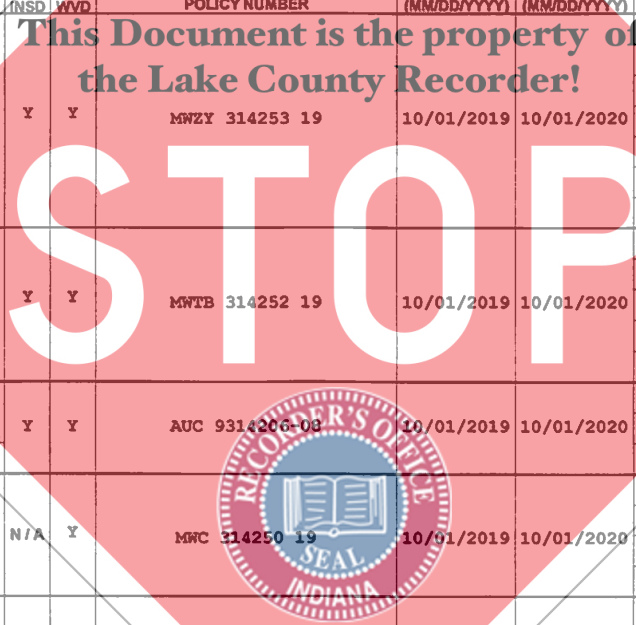 INSD WVD POLICY NUMBER (MM/DD/YYYY) (MM/DD/YYYY)
This Document is the property of
the Lake County Recorder!
Y Y MWZY 314253 19 10/01/2019 10/01/2020
STOP
Y Y MWTB 314252 19 10/01/2019 10/01/2020
Y Y AUC 9314206-08 10/01/2019 10/01/2020
RECORDER'S OFFICE
N/A Y MWC 314250 19 10/01/2019 10/01/2020
SEAL
INDIANA